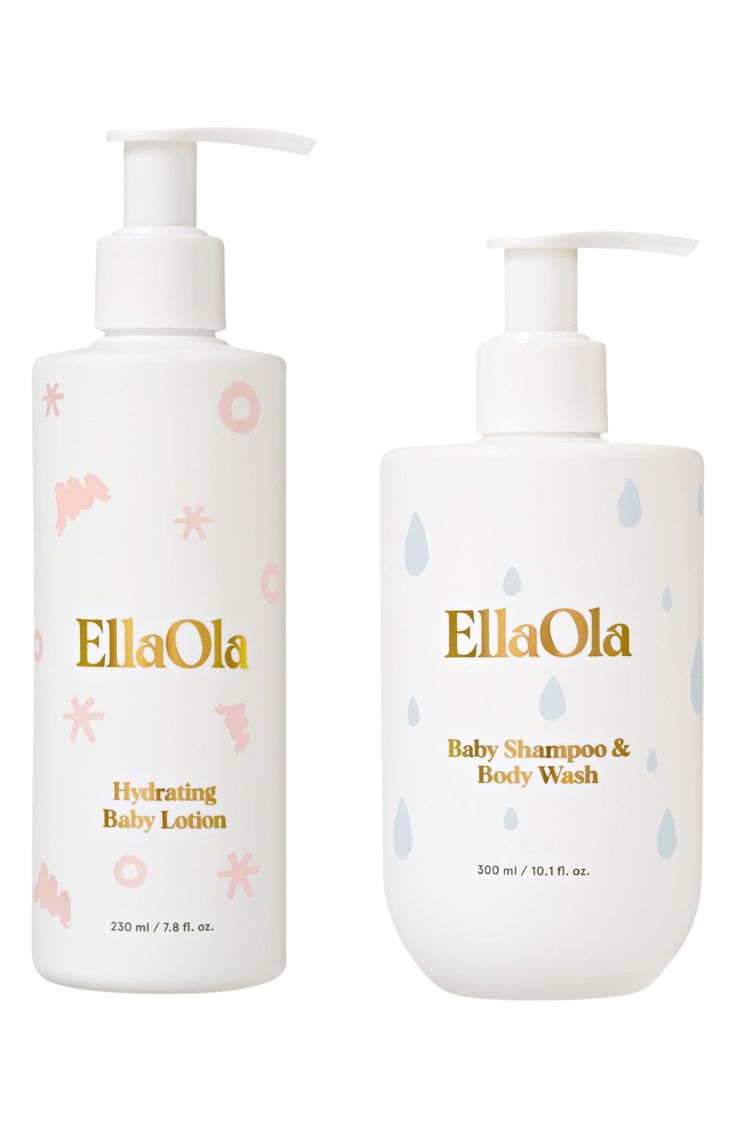 EllaOla
Hydrating
Baby Lotion
230 ml / 7.8 fl. oz.
EllaOla
Baby Shampoo &
Body Wash
300 ml / 10.1 fl. oz.